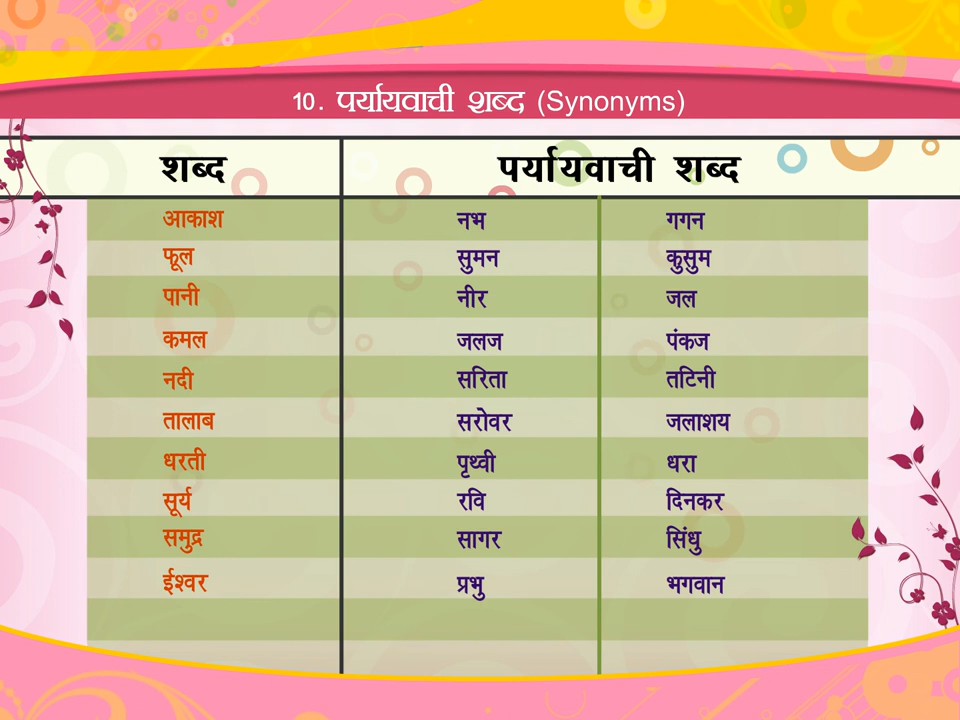 10. पर्यायवाची शब्द (Synonyms)
शब्द पर्यायवाची शब्द
आकाश नभ गगन
फूल सुमन कुसुम
पानी नीर जल
कमल जलज पंकज
नदी सरिता तटिनी
तालाब सरोवर जलाशय
धरती पृथ्वी धरा
सूर्य रवि दिनकर
समुद्र सागर सिंधु
ईश्वर प्रभु भगवान